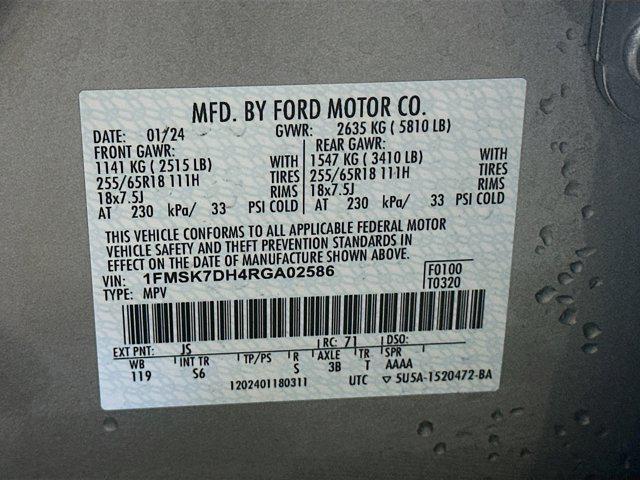 MFD. BY FORD MOTOR CO.
DATE: 01/24 GVWR: 2635 KG ( 5810 LB)
FRONT GAWR: REAR GAWR:
1141 KG ( 2515 LB) WITH 1547 KG ( 3410 LB) WITH
255/65R18 111H TIRES 255/65R18 111H TIRES
18x7.5J RIMS 18x7.5J RIMS
AT 230 kPa/ 33 PSI COLD AT 230 kPa/ 33 PSI COLD
THIS VEHICLE CONFORMS TO ALL APPLICABLE FEDERAL MOTOR
VEHICLE SAFETY AND THEFT PREVENTION STANDARDS IN
EFFECT ON THE DATE OF MANUFACTURE SHOWN ABOVE.
VIN: 1FMSK7DH4RGA02586 F0100
TYPE: MPV T0320
EXT PNT: JS RC: 71 DSO:
WB INT TR TP/PS R AXLE TR SPR
119 S6 S 3B T AAAA
1202401180311 UTC ▽ 5U5A-1520472-BA